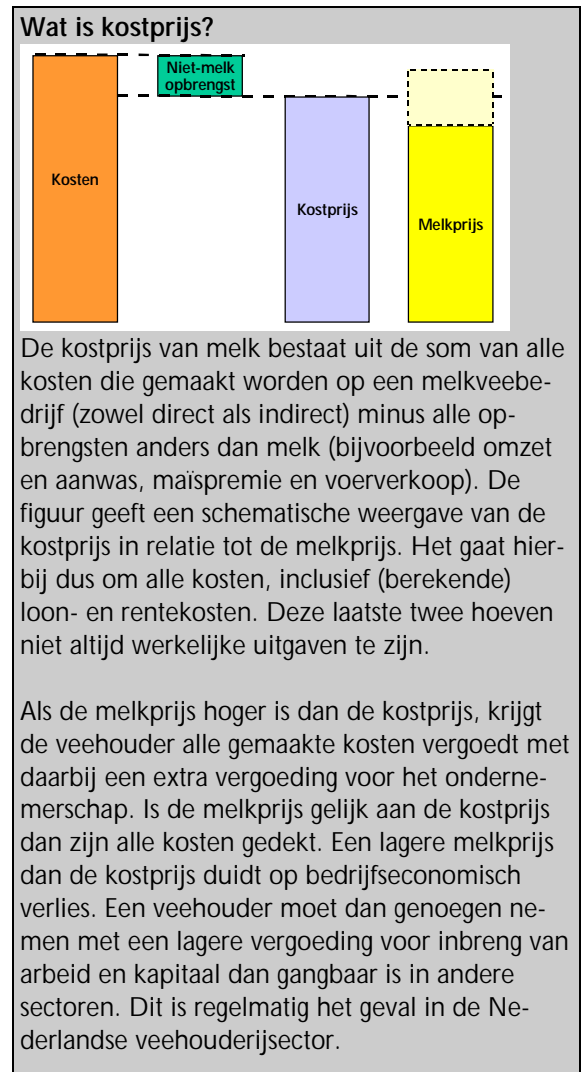 Wat is kostprijs?
Niet-melk
opbrengst
Kosten
Kostprijs
Melkprijs
De kostprijs van melk bestaat uit de som van alle
kosten die gemaakt worden op een melkveebe-
drijf (zowel direct als indirect) minus alle op-
brengsten anders dan melk (bijvoorbeeld omzet
en aanwas, maïspremie en voerverkoop). De
figuur geeft een schematische weergave van de
kostprijs in relatie tot de melkprijs. Het gaat hier-
bij dus om alle kosten, inclusief (berekende)
loon- en rentekosten. Deze laatste twee hoeven
niet altijd werkelijke uitgaven te zijn.
Als de melkprijs hoger is dan de kostprijs, krijgt
de veehouder alle gemaakte kosten vergoedt met
daarbij een extra vergoeding voor het onderne-
merschap. Is de melkprijs gelijk aan de kostprijs
dan zijn alle kosten gedekt. Een lagere melkprijs
dan de kostprijs duidt op bedrijfseconomisch
verlies. Een veehouder moet dan genoegen ne-
men met een lagere vergoeding voor inbreng van
arbeid en kapitaal dan gangbaar is in andere
sectoren. Dit is regelmatig het geval in de Ne-
derlandse veehouderijsector.